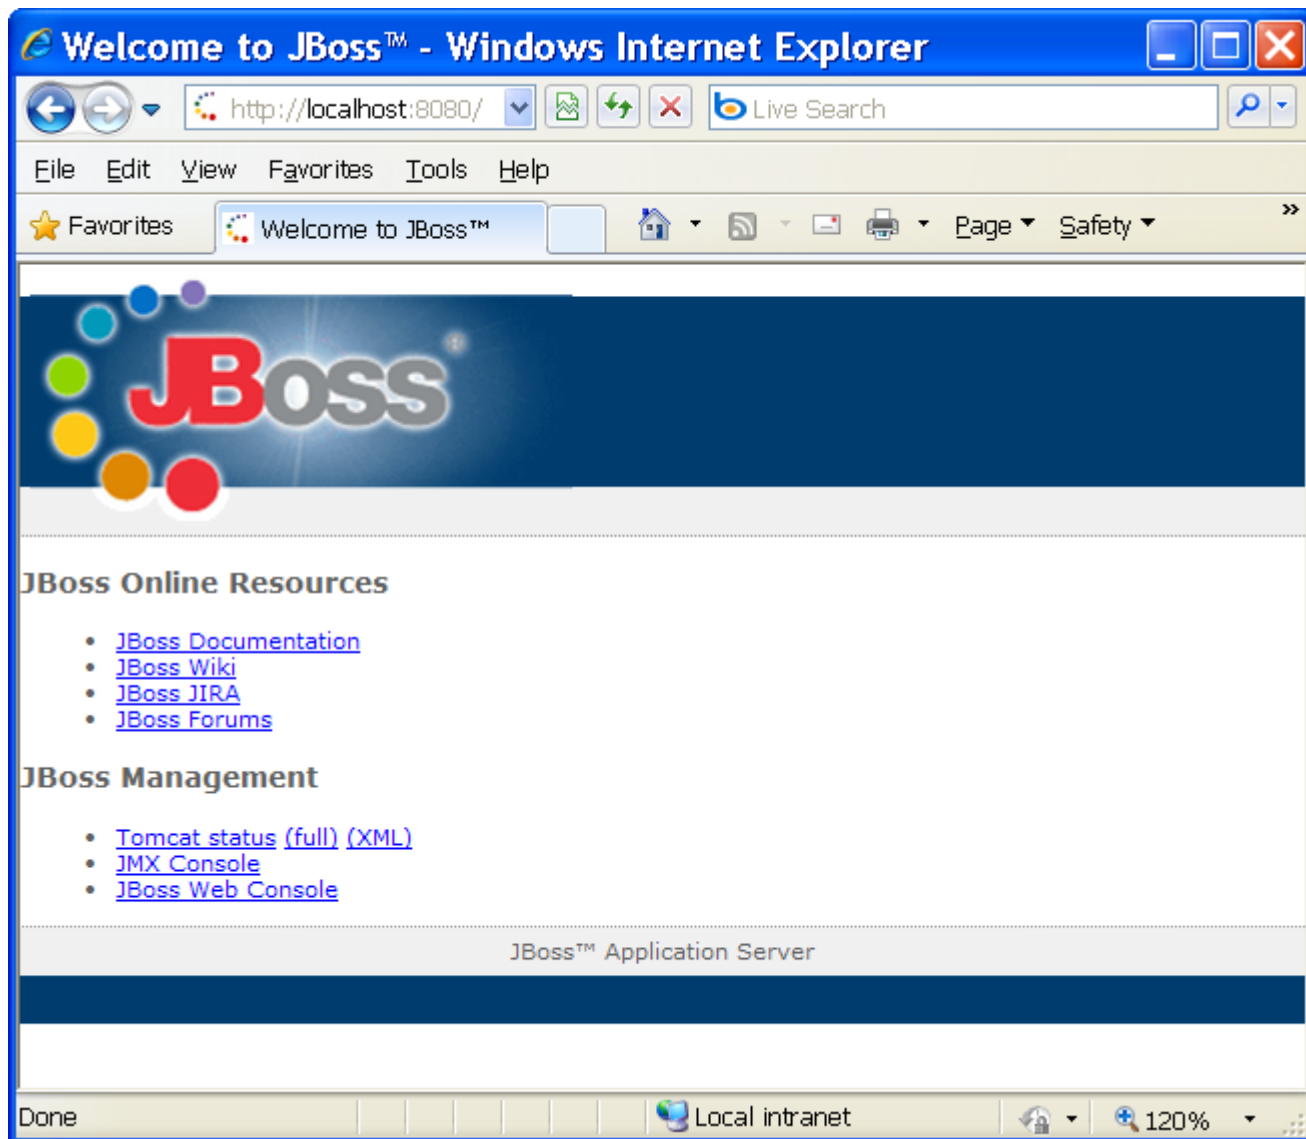 Welcome to JBoss™ - Windows Internet Explorer
http://localhost:8080/
Live Search
File Edit View Favorites Tools Help
Favorites Welcome to JBoss™ Page Safety »
JBoss®
JBoss Online Resources
• JBoss Documentation
• JBoss Wiki
• JBoss JIRA
• JBoss Forums
JBoss Management
• Tomcat status (full) (XML)
• JMX Console
• JBoss Web Console
JBoss™ Application Server
Done Local intranet 120%